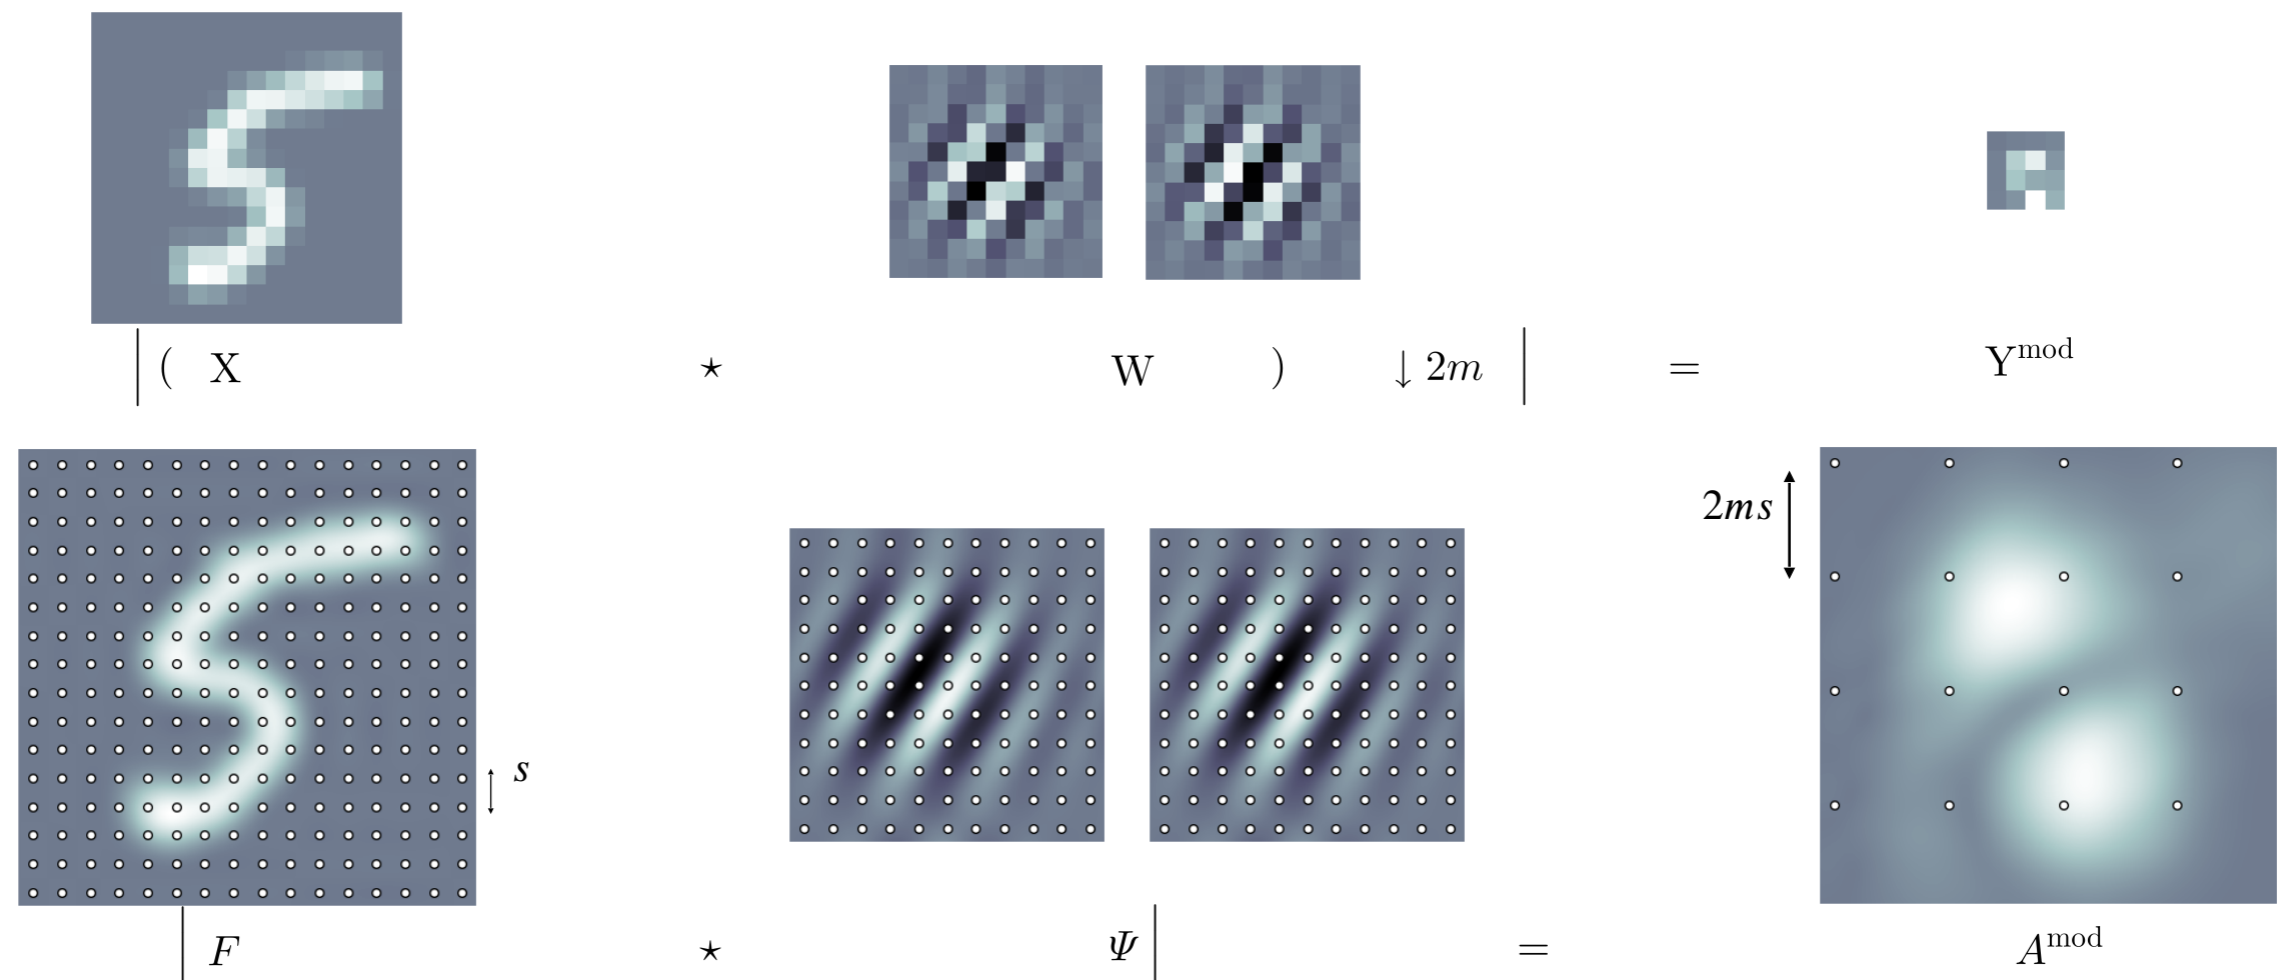 | ( X ⋆ W ) ↓ 2m | = Y^mod
2ms
s
| F ⋆ Ψ | = A^mod